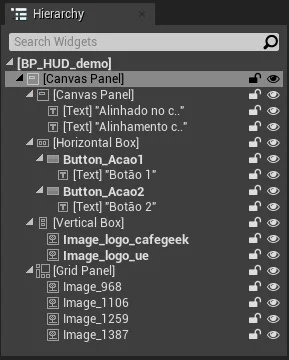 Hierarchy
Search Widgets
[BP_HUD_demo]
[Canvas Panel]
[Canvas Panel]
[Text] "Alinhado no c.."
[Text] "Alinhamento c.."
[Horizontal Box]
Button_Acao1
[Text] "Botão 1"
Button_Acao2
[Text] "Botão 2"
[Vertical Box]
Image_logo_cafegeek
Image_logo_ue
[Grid Panel]
Image_968
Image_1106
Image_1259
Image_1387